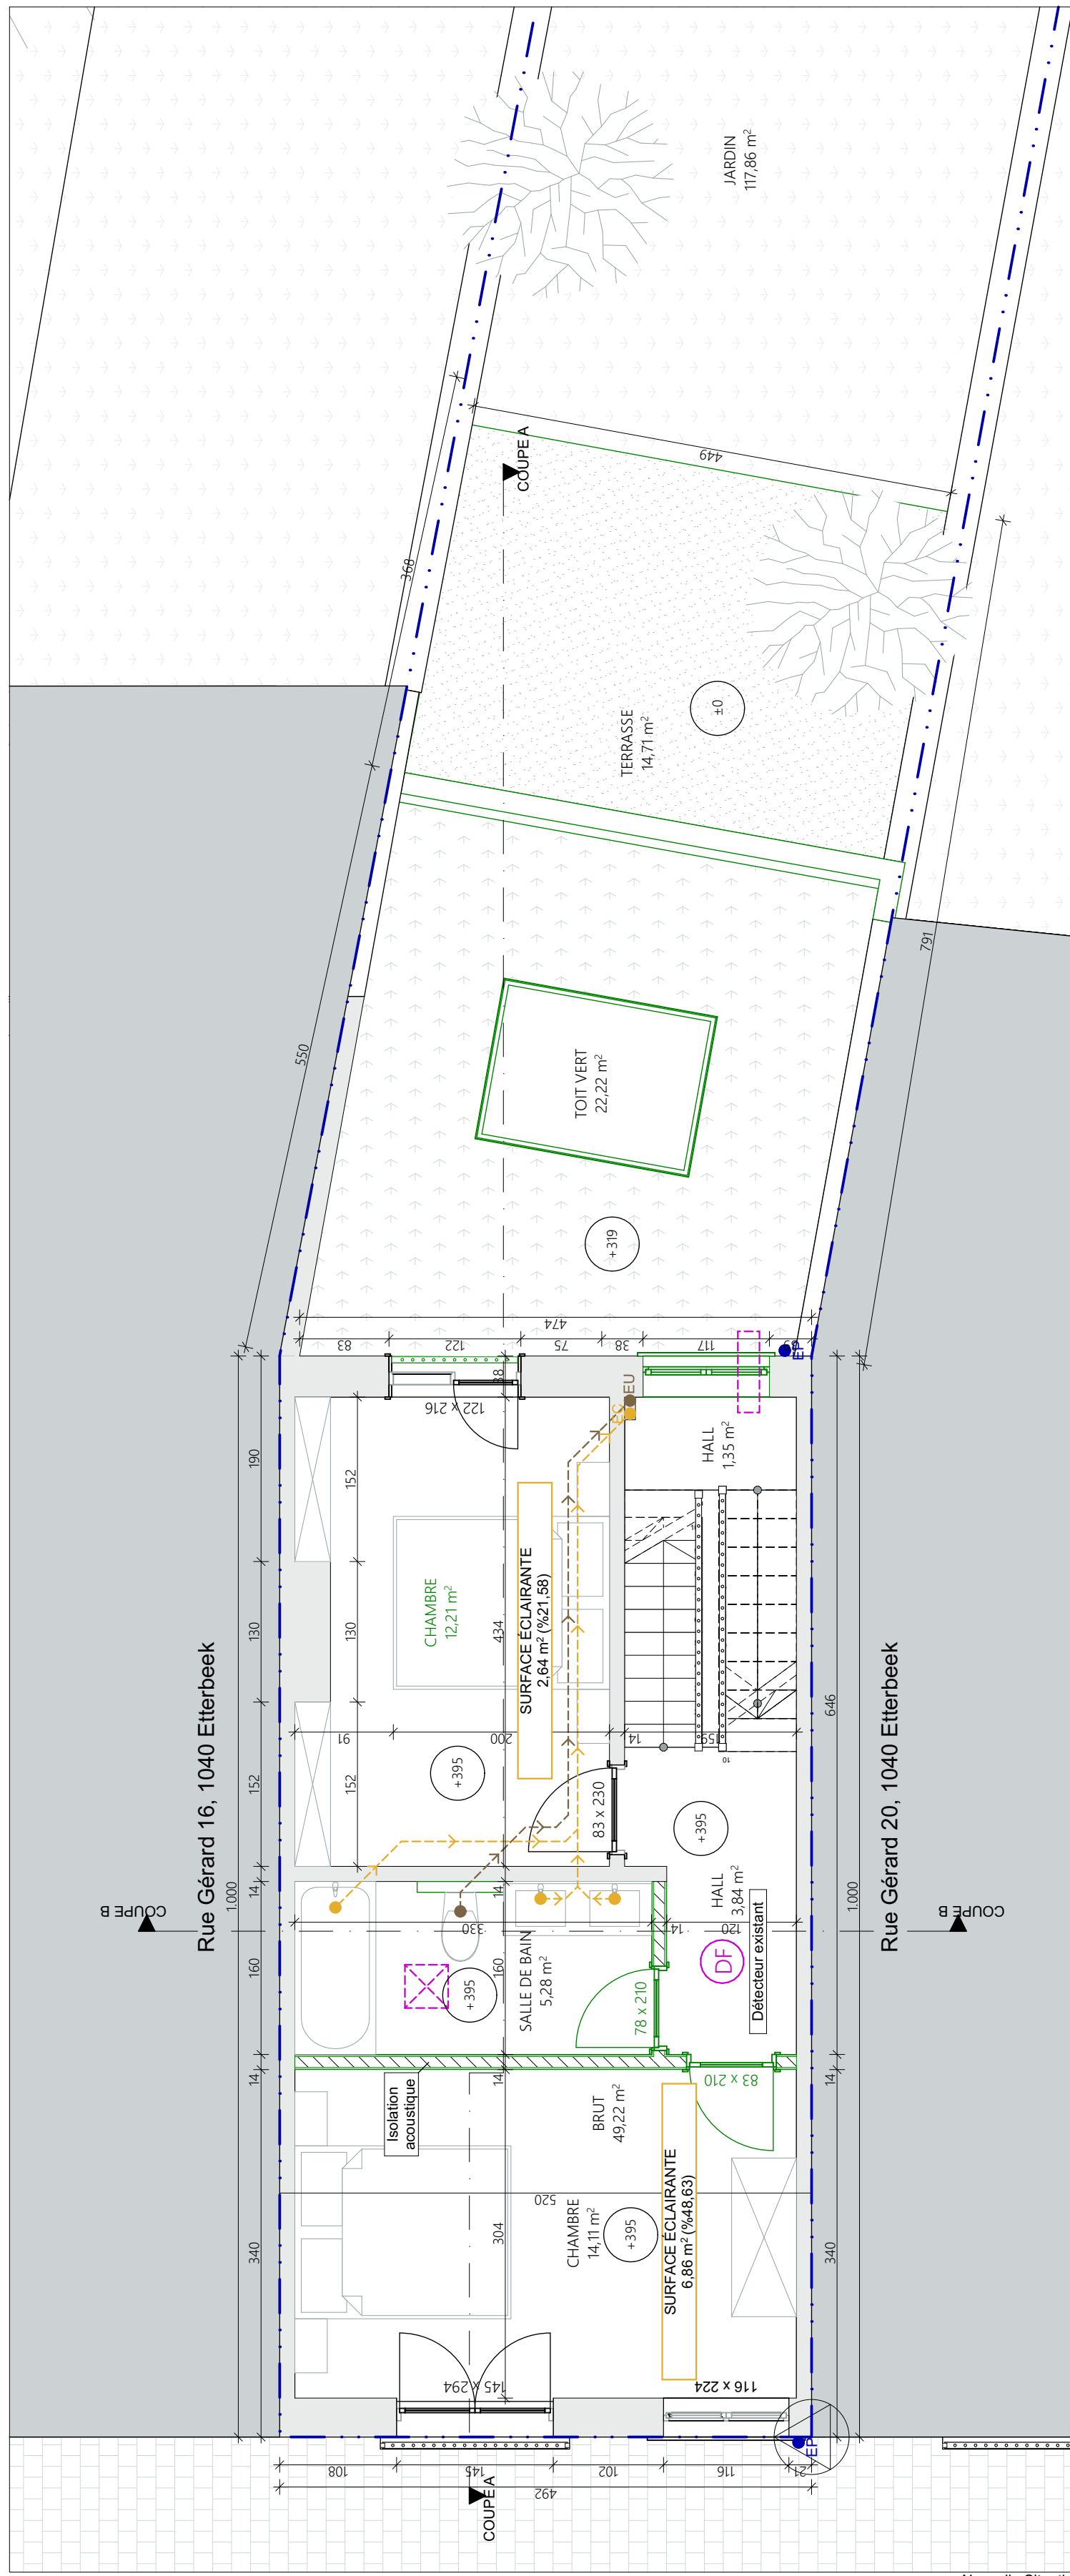 JARDIN
117,86 m²
COUPE A
449
368
TERRASSE
14,71 m²
±0
791
550
TOIT VERT
22,22 m²
+319
474
83
122
75
38
117
EP
38
122 x 216
EC
EU
HALL
1,35 m²
190
152
CHAMBRE
12,21 m²
434
SURFACE ÉCLAIRANTE
2,64 m² (%21,58)
130
130
646
Rue Gérard 16, 1040 Etterbeek
Rue Gérard 20, 1040 Etterbeek
91
200
14
159
10
152
152
+395
83 x 230
+395
14
14
1.000
1.000
COUPE B
COUPE B
330
14
120
HALL
3,84 m²
Détecteur existant
DF
160
160
+395
SALLE DE BAIN
5,28 m²
78 x 210
14
14
14
83 x 210
Isolation
acoustique
BRUT
49,22 m²
SURFACE ÉCLAIRANTE
6,86 m² (%48,63)
520
CHAMBRE
14,11 m²
+395
340
304
340
145 x 294
116 x 224
EP
108
145
102
116
21
492
COUPE A